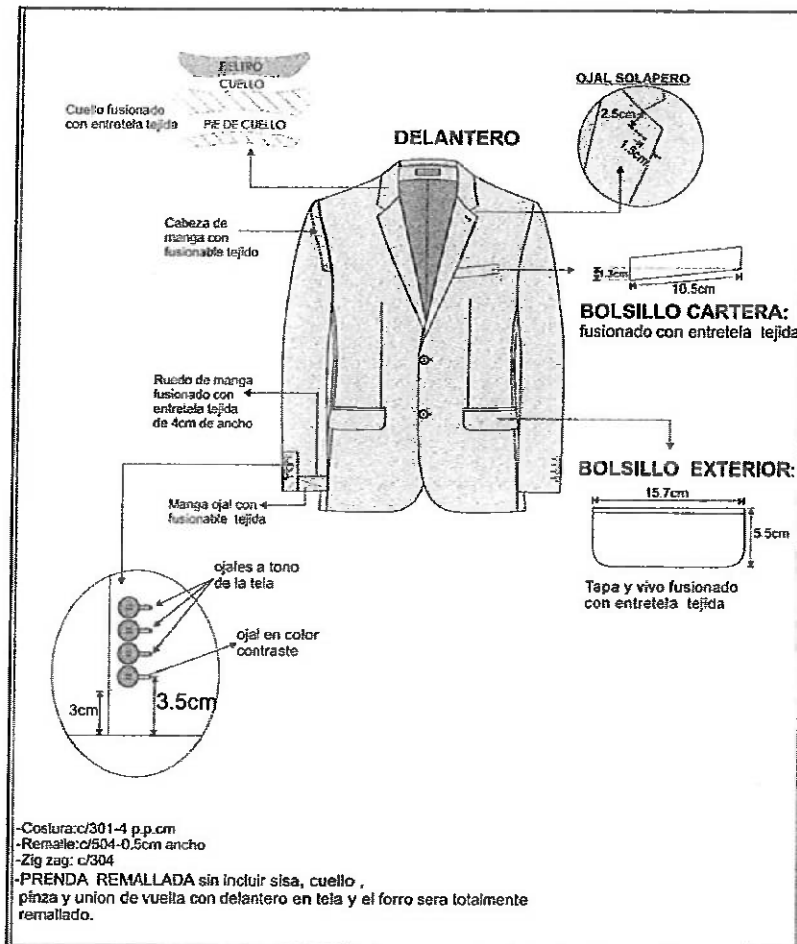 FELTRO
CUELLO
Cuello fusionado
con entretela tejida
PIE DE CUELLO
OJAL SOLAPERO
2.5cm
1.5cm
DELANTERO
Cabeza de
manga con
fusionable tejido
10.5cm
BOLSILLO CARTERA:
fusionado con entretela tejida
Ruedo de manga
fusionado con
entretela tejida
de 4cm de ancho
Manga ojal con
fusionable tejida
BOLSILLO EXTERIOR:
15.7cm
5.5cm
Tapa y vivo fusionado
con entretela tejida
ojales a tono
de la tela
ojal en color
contraste
3cm
3.5cm
-Costura:c/301-4 p.p.cm
-Remalle:c/504-0.5cm ancho
-Zig zag: c/304
-PRENDA REMALLADA sin incluir sisa, cuello ,
pinza y union de vuelta con delantero en tela y el forro sera totalmente
remallado.